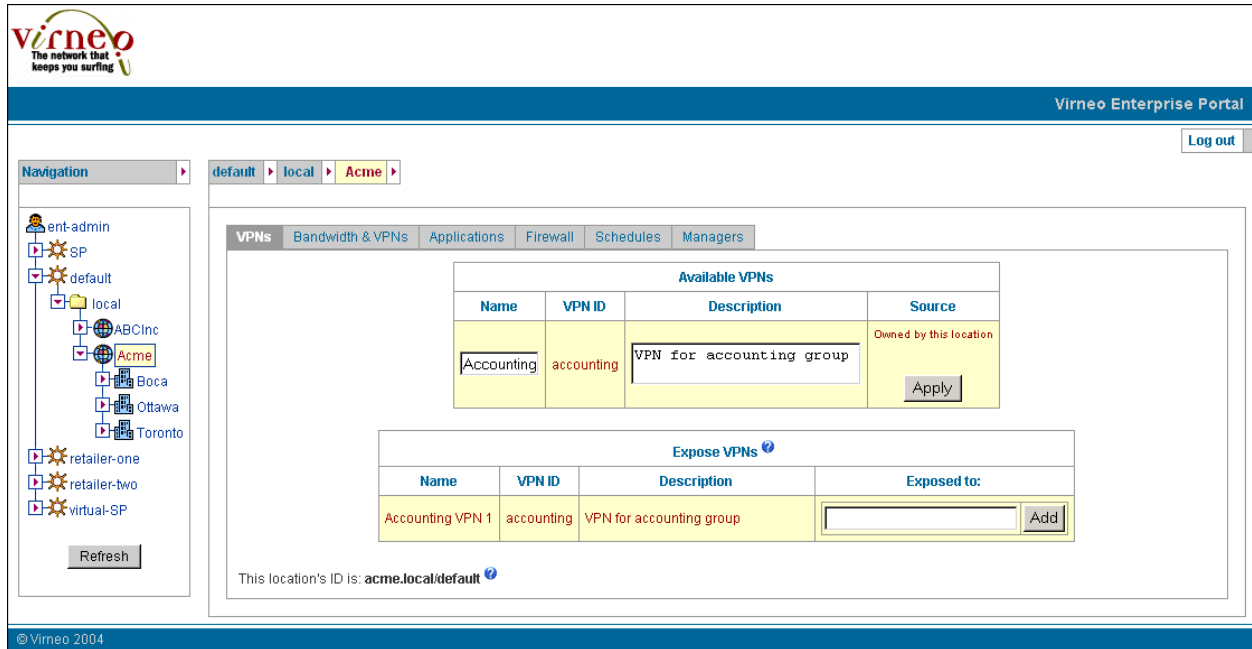 Virneo
The network that
keeps you surfing
Virneo Enterprise Portal
Log out
Navigation
default local Acme
ent-admin
SP
default
local
ABCInc
Acme
Boca
Ottawa
Toronto
retailer-one
retailer-two
virtual-SP
Refresh
VPNs Bandwidth & VPNs Applications Firewall Schedules Managers
Available VPNs
Name VPN ID Description Source
Accounting accounting VPN for accounting group Owned by this location
Apply
Expose VPNs ?
Name VPN ID Description Exposed to:
Accounting VPN 1 accounting VPN for accounting group Add
This location's ID is: acme.local/default ?
© Virneo 2004